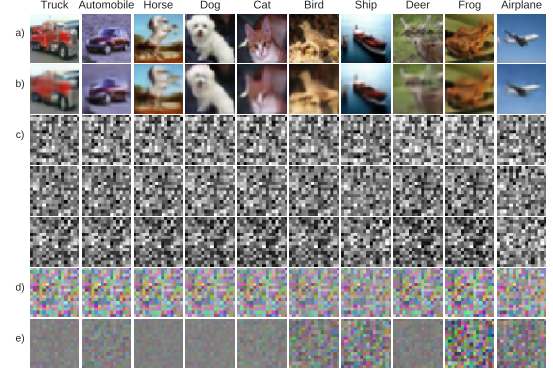 Truck Automobile Horse Dog Cat Bird Ship Deer Frog Airplane
a)
b)
c)
d)
e)